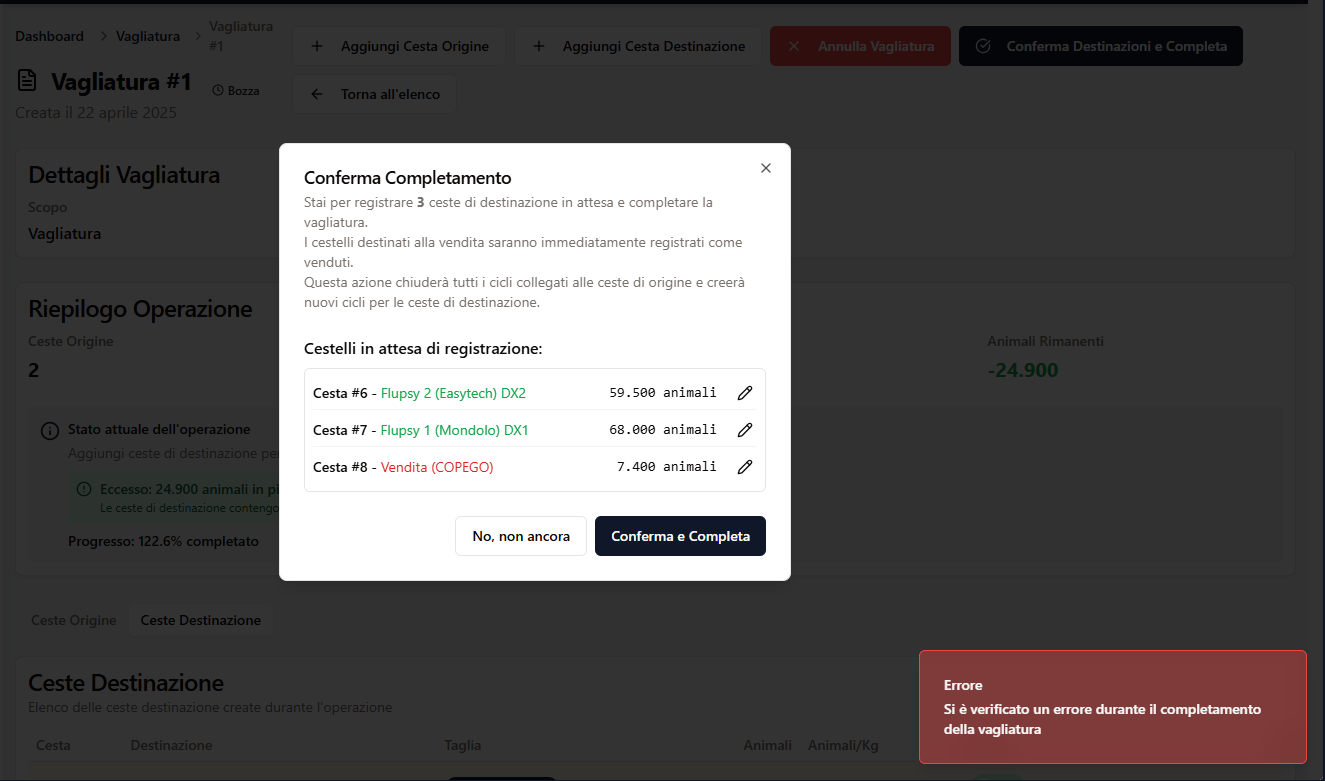 Dashboard > Vagliatura > Vagliatura
#1
Aggiungi Cesta Origine
Aggiungi Cesta Destinazione
Annulla Vagliatura
Conferma Destinazioni e Completa
Vagliatura #1
Bozza
Torna all'elenco
Creata il 22 aprile 2025
Dettagli Vagliatura
Scopo
Vagliatura
Riepilogo Operazione
Ceste Origine
2
Animali Rimanenti
-24.900
Stato attuale dell'operazione
Aggiungi ceste di destinazione per
Eccesso: 24.900 animali in pi
Le ceste di destinazione contengo
Progresso: 122.6% completato
Conferma Completamento
Stai per registrare 3 ceste di destinazione in attesa e completare la
vagliatura.
I cestelli destinati alla vendita saranno immediatamente registrati come
venduti.
Questa azione chiuderà tutti i cicli collegati alle ceste di origine e creerà
nuovi cicli per le ceste di destinazione.
Cestelli in attesa di registrazione:
Cesta #6 - Flupsy 2 (Easytech) DX2 59.500 animali
Cesta #7 - Flupsy 1 (Mondolo) DX1 68.000 animali
Cesta #8 - Vendita (COPEGO) 7.400 animali
No, non ancora
Conferma e Completa
Ceste Origine
Ceste Destinazione
Ceste Destinazione
Elenco delle ceste destinazione create durante l'operazione
Cesta Destinazione Taglia Animali Animali/Kg
Errore
Si è verificato un errore durante il completamento
della vagliatura